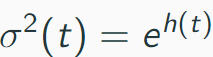 σ²(t) = e^{h(t)}